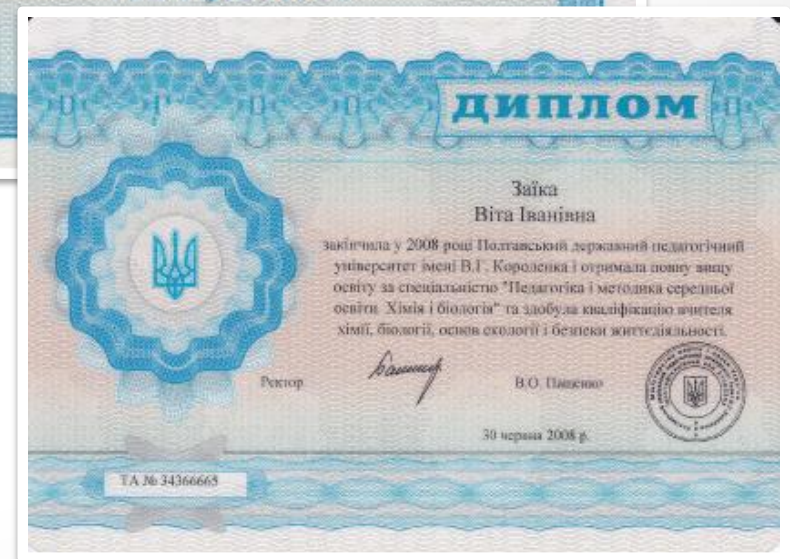 ДИПЛОМ
Заїка
Віта Іванівна
закінчила у 2008 році Полтавський державний педагогічний
університет імені В.Г. Короленка і отримала повну вищу
освіту за спеціальністю "Педагогіка і методика середньої
освіти. Хімія і біологія" та здобула кваліфікацію вчителя
хімії, біології, основ екології і безпеки життєдіяльності.
Ректор
В.О. Пащенко
30 червня 2008 р.
ТА № 34366665